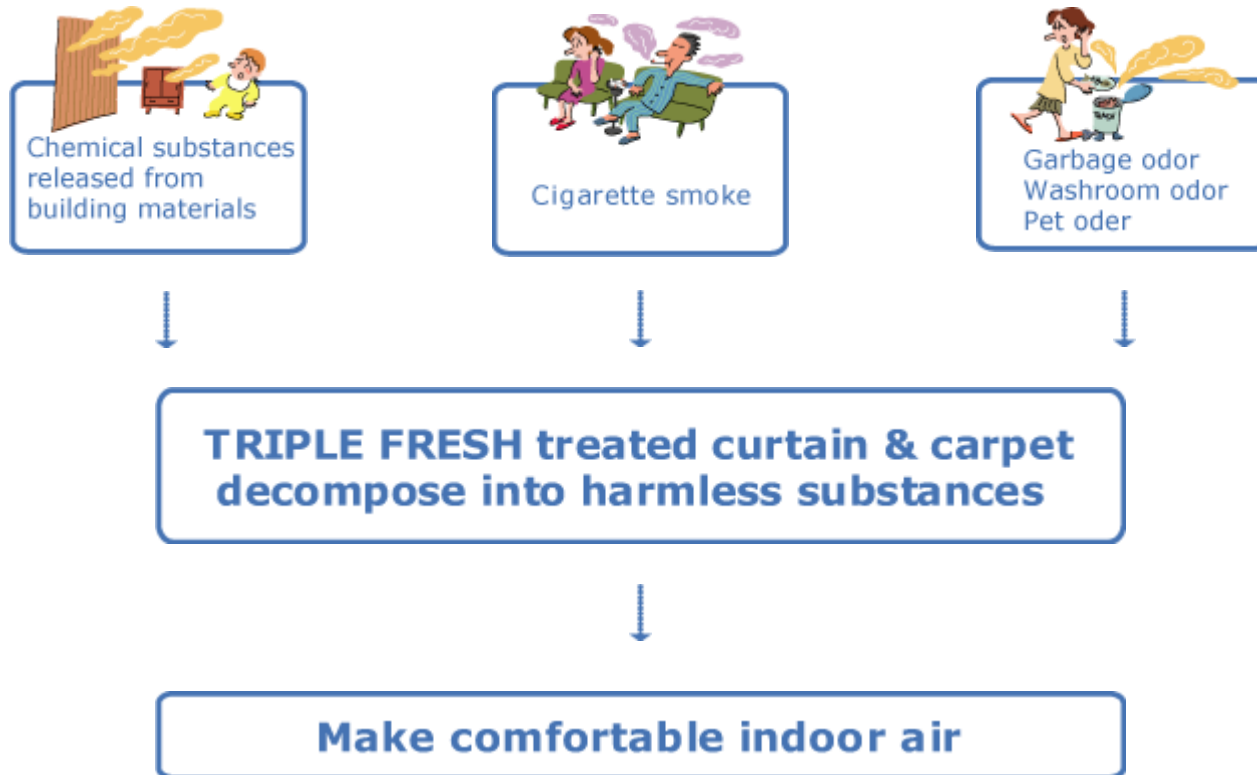 Chemical substances
released from
building materials
Cigarette smoke
Garbage odor
Washroom odor
Pet oder
TRIPLE FRESH treated curtain & carpet
decompose into harmless substances
Make comfortable indoor air